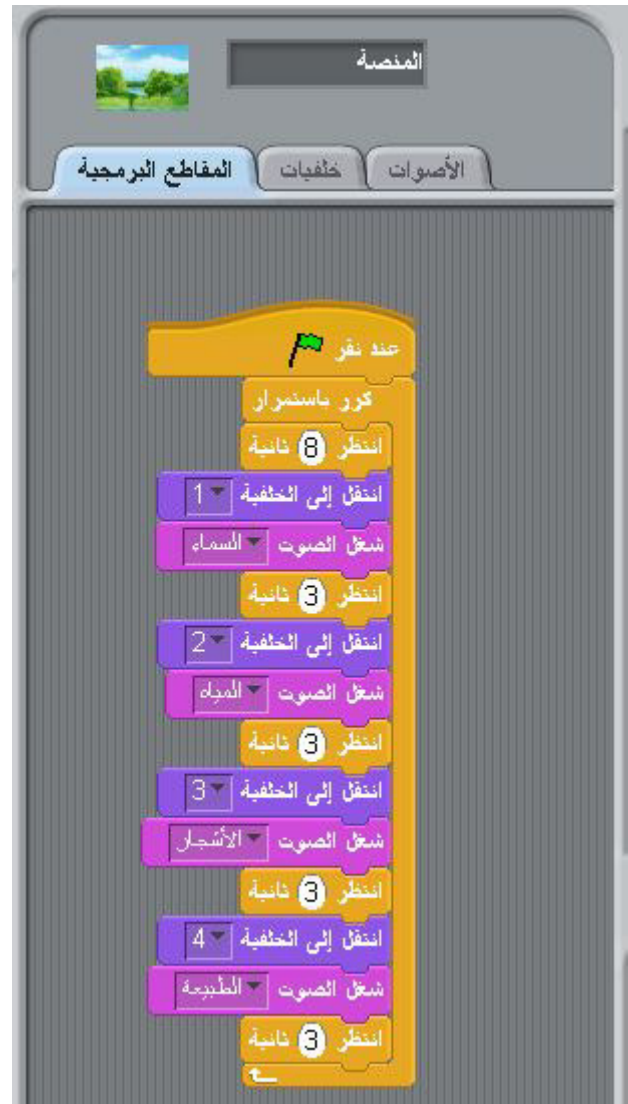 المنصة
المقاطع البرمجية خلفيات الأصوات
عند نقر
كرر باستمرار
انتظر 8 ثانية
انتقل إلى الخلفية 1
شغل الصوت السماء
انتظر 3 ثانية
انتقل إلى الخلفية 2
شغل الصوت المياه
انتظر 3 ثانية
انتقل إلى الخلفية 3
شغل الصوت الأشجار
انتظر 3 ثانية
انتقل إلى الخلفية 4
شغل الصوت الطبيعة
انتظر 3 ثانية